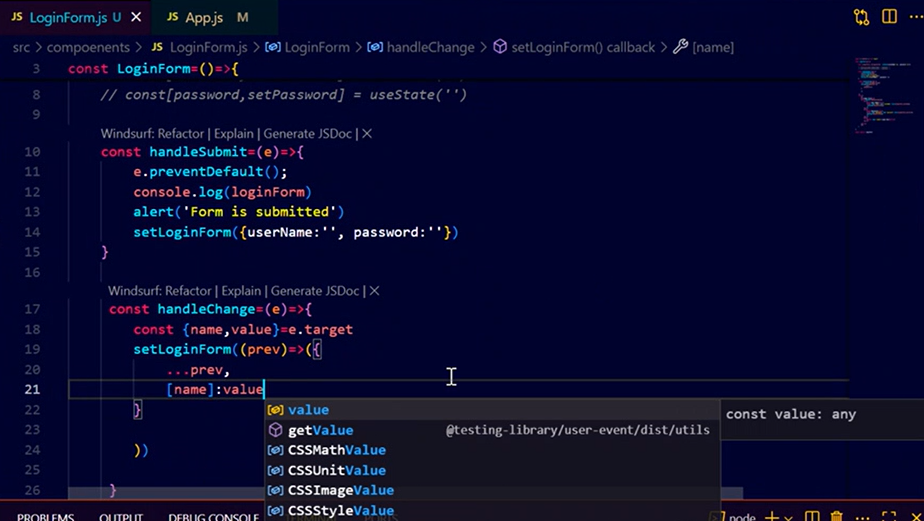 LoginForm.js U × JS App.js M
src > compoenents > JS LoginForm.js > LoginForm > handleChange > setLoginForm() callback > [name]
3 const LoginForm=()=>{
8 // const[password,setPassword] = useState('')
9
Windsurf: Refactor | Explain | Generate JSDoc | ×
10 const handleSubmit=(e)=>{
11 e.preventDefault();
12 console.log(loginForm)
13 alert('Form is submitted')
14 setLoginForm({userName:'', password:''})
15 }
16
Windsurf: Refactor | Explain | Generate JSDoc | ×
17 const handleChange=(e)=>{
18 const {name,value}=e.target
19 setLoginForm((prev)=>({
20 ...prev,
21 [name]:value
value
const value: any
22 }
getValue @testing-library/user-event/dist/utils
23
CSSMathValue
24 ))
CSSUnitValue
25
CSSImageValue
26 }
CSSStyleValue
PROBLEMS OUTPUT DEBUG CONSOLE PORTS node